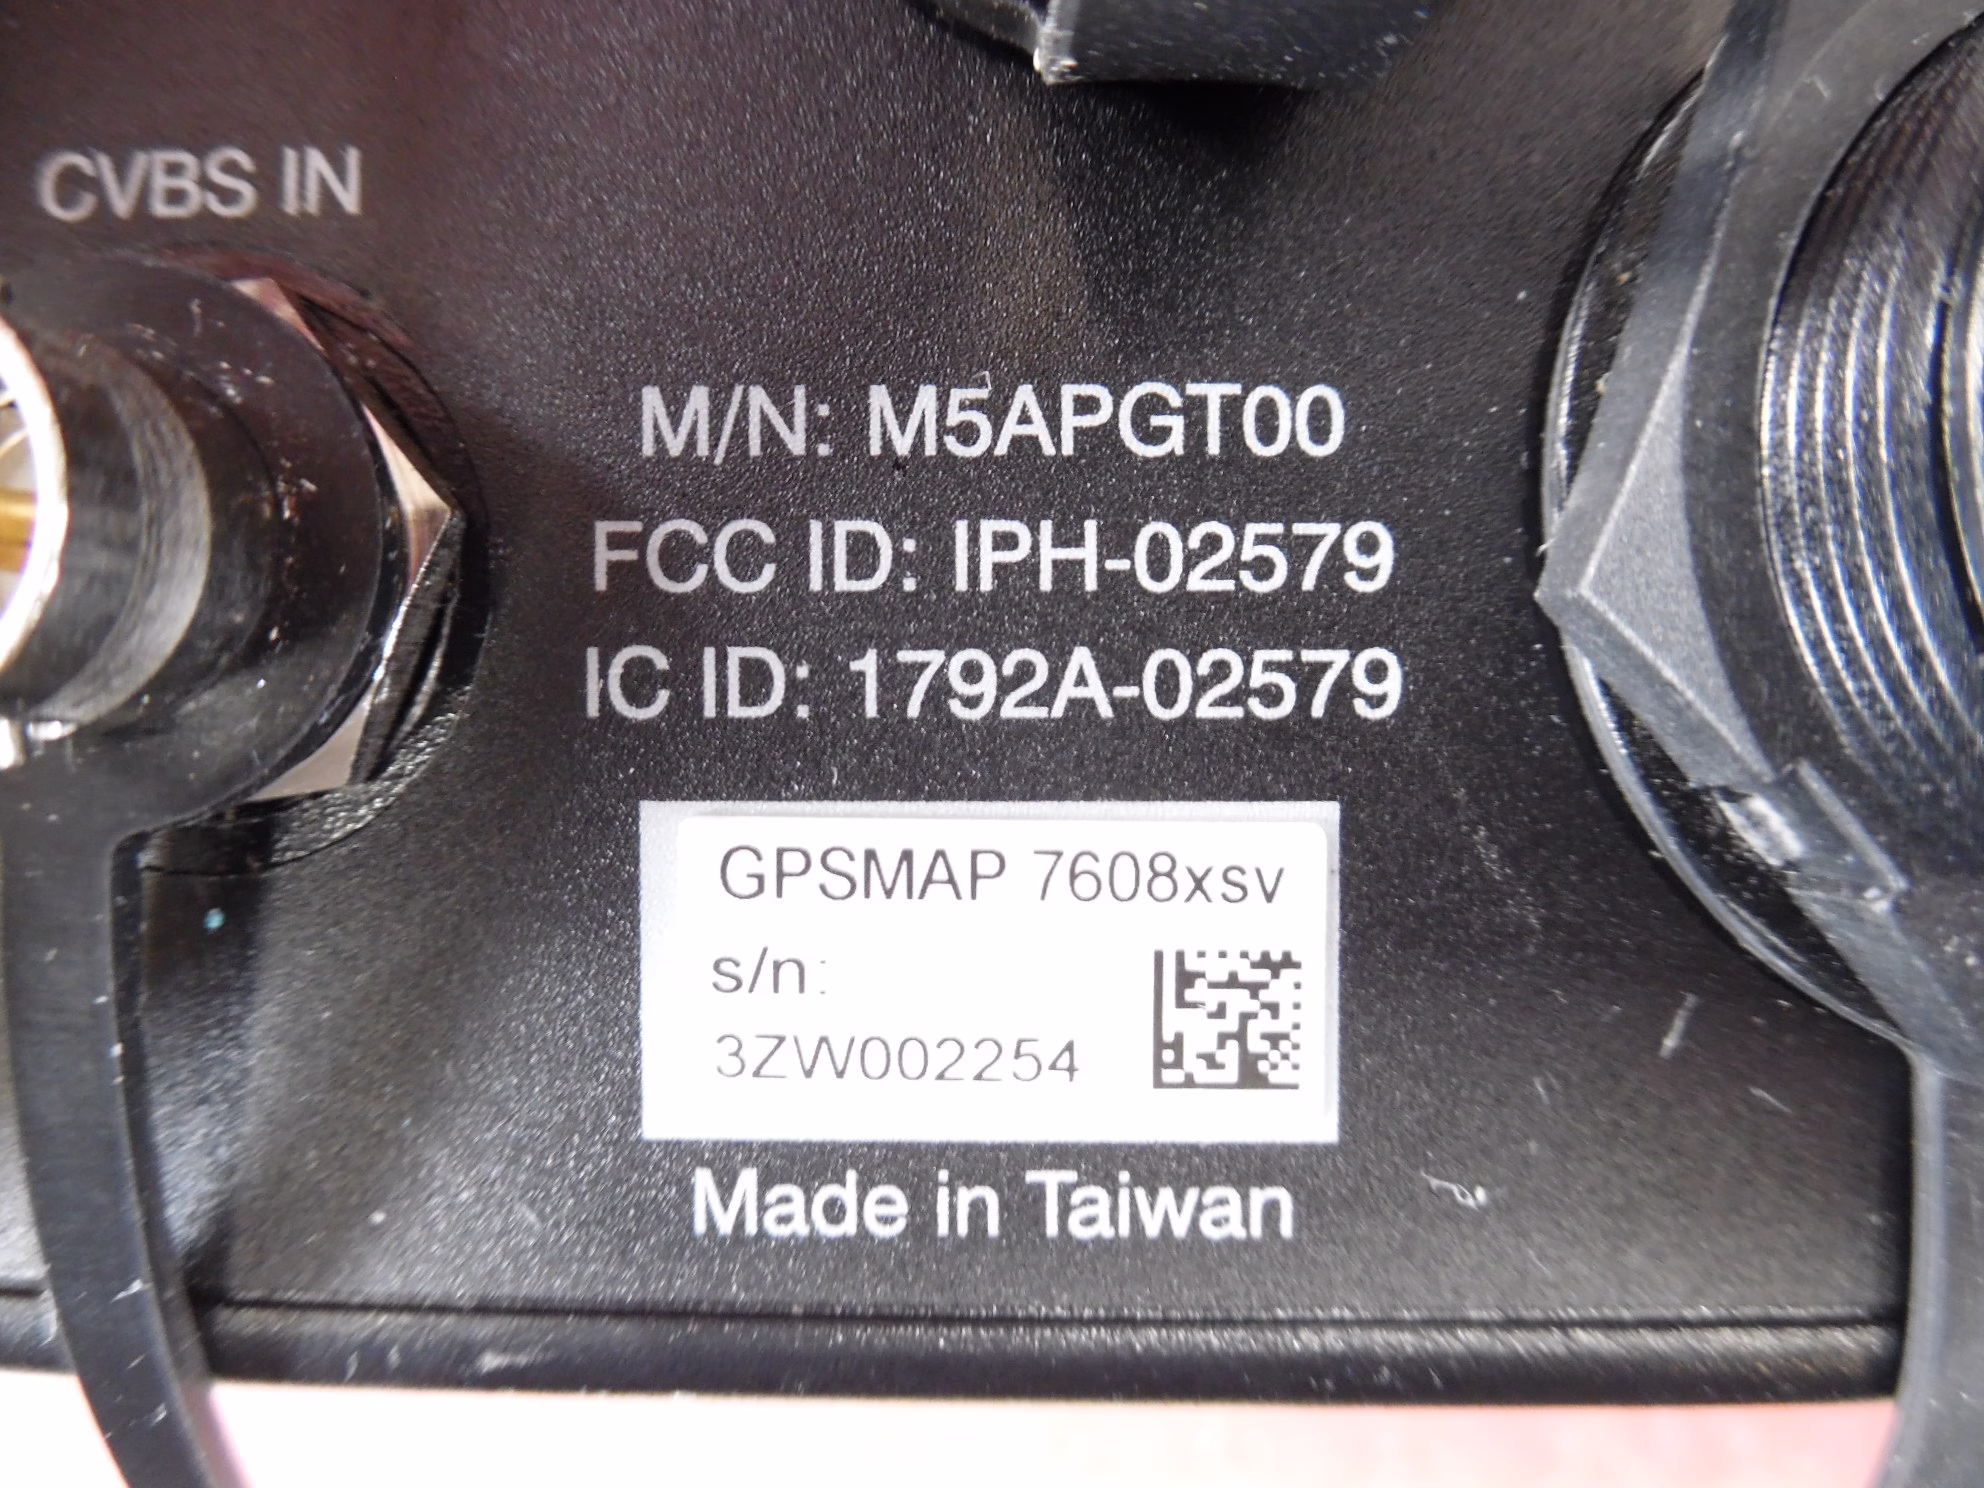 CVBS IN
M/N: M5APGT00
FCC ID: IPH-02579
IC ID: 1792A-02579
GPSMAP 7608xsv
s/n:
3ZW002254
Made in Taiwan